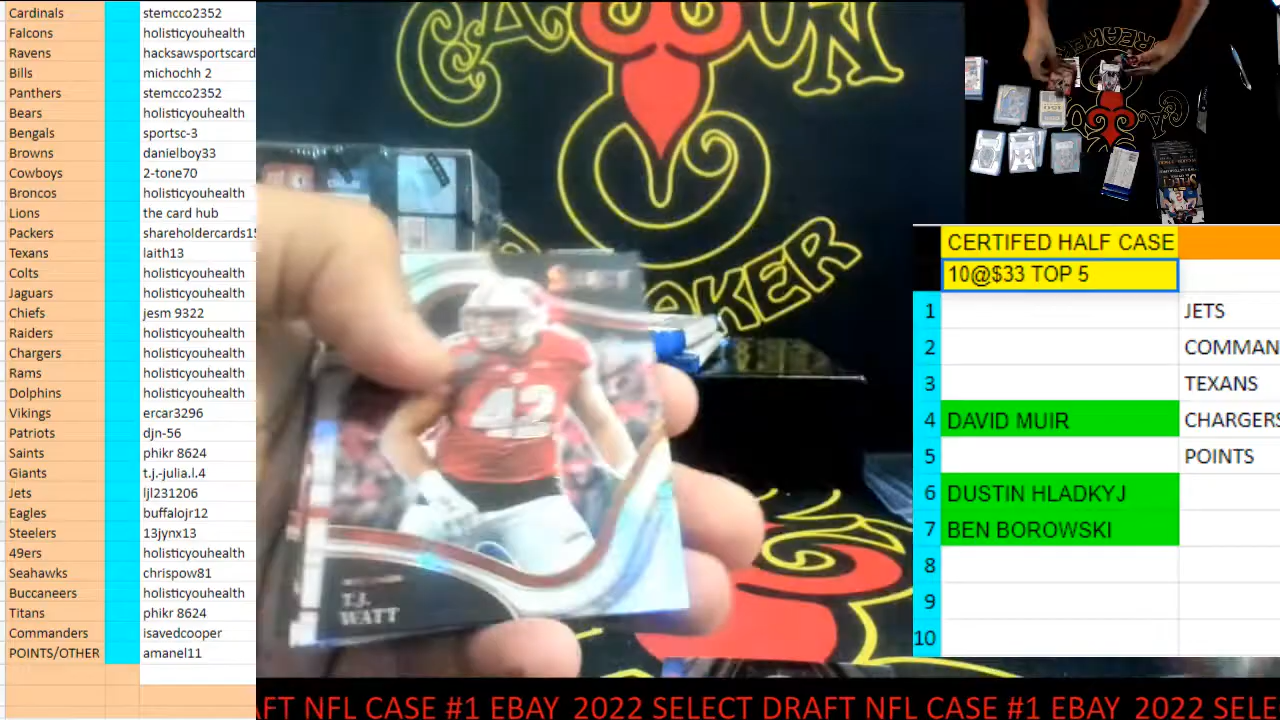 Cardinals stemcco2352
Falcons holisticyouhealth
Ravens hacksawsportscard
Bills michochh 2
Panthers stemcco2352
Bears holisticyouhealth
Bengals sportsc-3
Browns danielboy33
Cowboys 2-tone70
Broncos holisticyouhealth
Lions the card hub
Packers shareholdercards15
Texans laith13
Colts holisticyouhealth
Jaguars holisticyouhealth
Chiefs jesm 9322
Raiders holisticyouhealth
Chargers holisticyouhealth
Rams holisticyouhealth
Dolphins holisticyouhealth
Vikings ercar3296
Patriots djn-56
Saints phikr 8624
Giants t.j.-julia.l.4
Jets ljl231206
Eagles buffalojr12
Steelers 13jynx13
49ers holisticyouhealth
Seahawks chrispow81
Buccaneers holisticyouhealth
Titans phikr 8624
Commanders isavedcooper
POINTS/OTHER amanel11
42
T.J.
WATT
CERTIFED HALF CASE
10@$33 TOP 5
1 JETS
2 COMMAN
3 TEXANS
4 DAVID MUIR CHARGERS
5 POINTS
6 DUSTIN HLADKYJ
7 BEN BOROWSKI
8
9
10
AFT NFL CASE #1 EBAY 2022 SELECT DRAFT NFL CASE #1 EBAY 2022 SELE